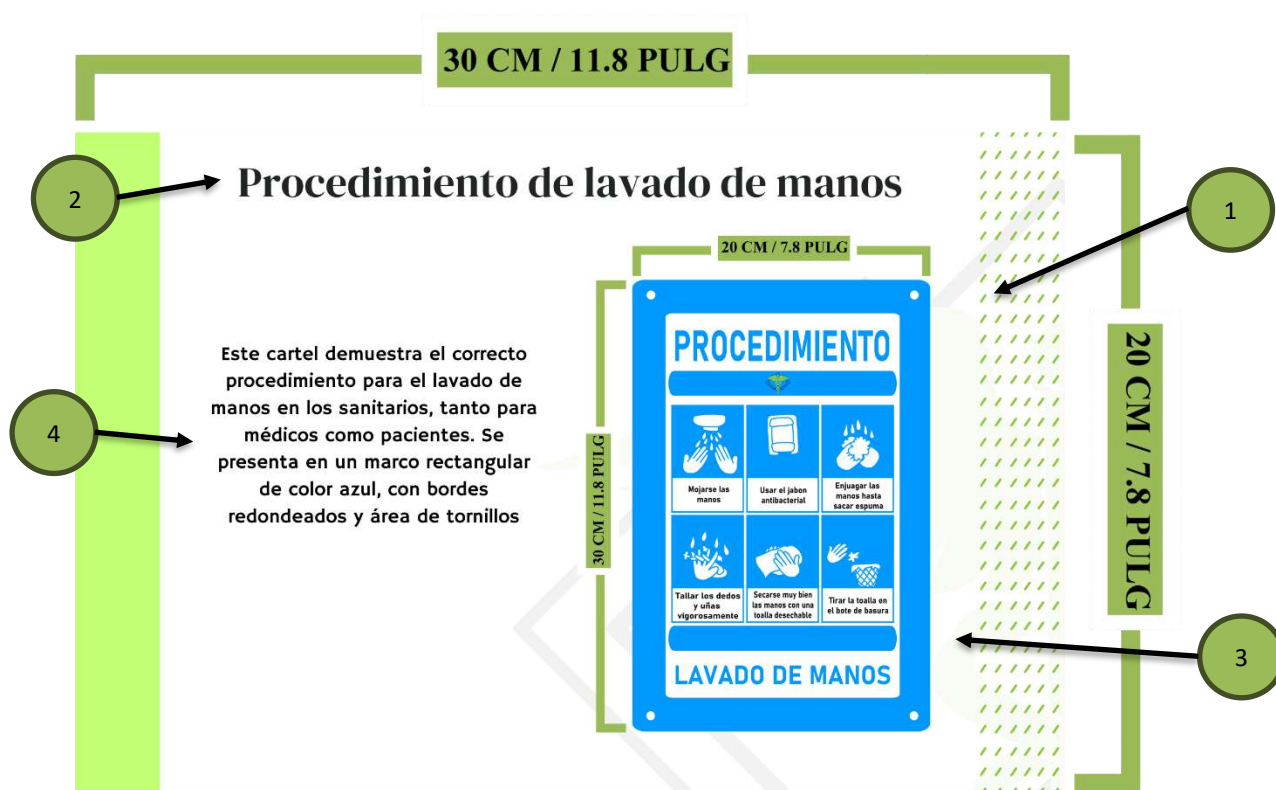 30 CM / 11.8 PULG
2
Procedimiento de lavado de manos
1
20 CM / 7.8 PULG
20 CM / 7.8 PULG
30 CM / 11.8 PULG
Este cartel demuestra el correcto
procedimiento para el lavado de
manos en los sanitarios, tanto para
médicos como pacientes. Se
presenta en un marco rectangular
de color azul, con bordes
redondeados y área de tornillos
4
PROCEDIMIENTO
Mojarse las
manos
Usar el jabon
antibacterial
Enjuagar las
manos hasta
sacar espuma
Tallar los dedos
y uñas
vigorosamente
Secarse muy bien
las manos con una
toalla desechable
Tirar la toalla en
el bote de basura
LAVADO DE MANOS
3